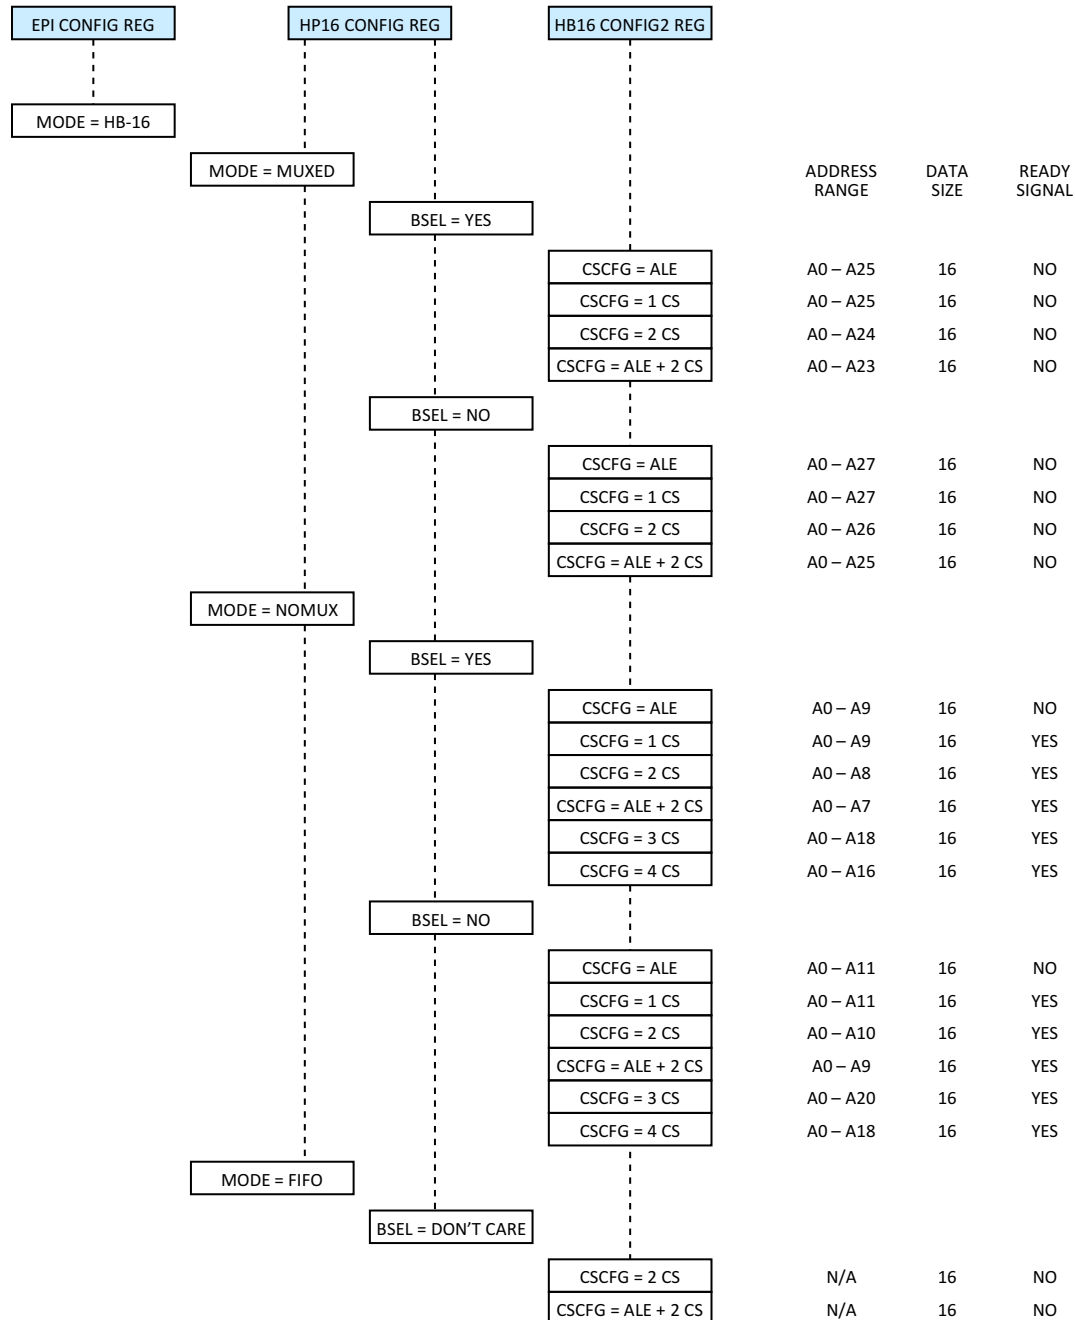 EPI CONFIG REG HP16 CONFIG REG HB16 CONFIG2 REG
MODE = HB-16
MODE = MUXED ADDRESS DATA READY
RANGE SIZE SIGNAL
BSEL = YES
CSCFG = ALE A0 – A25 16 NO
CSCFG = 1 CS A0 – A25 16 NO
CSCFG = 2 CS A0 – A24 16 NO
CSCFG = ALE + 2 CS A0 – A23 16 NO
BSEL = NO
CSCFG = ALE A0 – A27 16 NO
CSCFG = 1 CS A0 – A27 16 NO
CSCFG = 2 CS A0 – A26 16 NO
CSCFG = ALE + 2 CS A0 – A25 16 NO
MODE = NOMUX
BSEL = YES
CSCFG = ALE A0 – A9 16 NO
CSCFG = 1 CS A0 – A9 16 YES
CSCFG = 2 CS A0 – A8 16 YES
CSCFG = ALE + 2 CS A0 – A7 16 YES
CSCFG = 3 CS A0 – A18 16 YES
CSCFG = 4 CS A0 – A16 16 YES
BSEL = NO
CSCFG = ALE A0 – A11 16 NO
CSCFG = 1 CS A0 – A11 16 YES
CSCFG = 2 CS A0 – A10 16 YES
CSCFG = ALE + 2 CS A0 – A9 16 YES
CSCFG = 3 CS A0 – A20 16 YES
CSCFG = 4 CS A0 – A18 16 YES
MODE = FIFO
BSEL = DON’T CARE
CSCFG = 2 CS N/A 16 NO
CSCFG = ALE + 2 CS N/A 16 NO